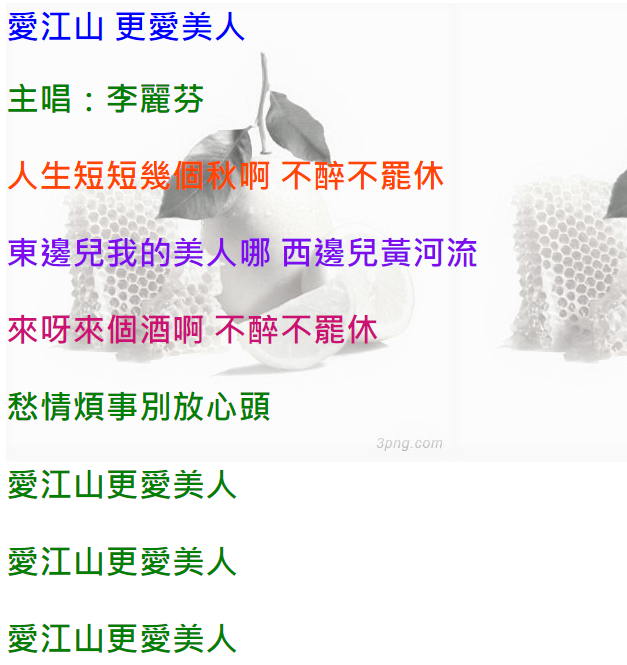 愛江山 更愛美人
主唱：李麗芬
人生短短幾個秋啊 不醉不罷休
東邊兒我的美人哪 西邊兒黃河流
來呀來個酒啊 不醉不罷休
愁情煩事別放心頭
3png.com
愛江山更愛美人
愛江山更愛美人
愛江山更愛美人